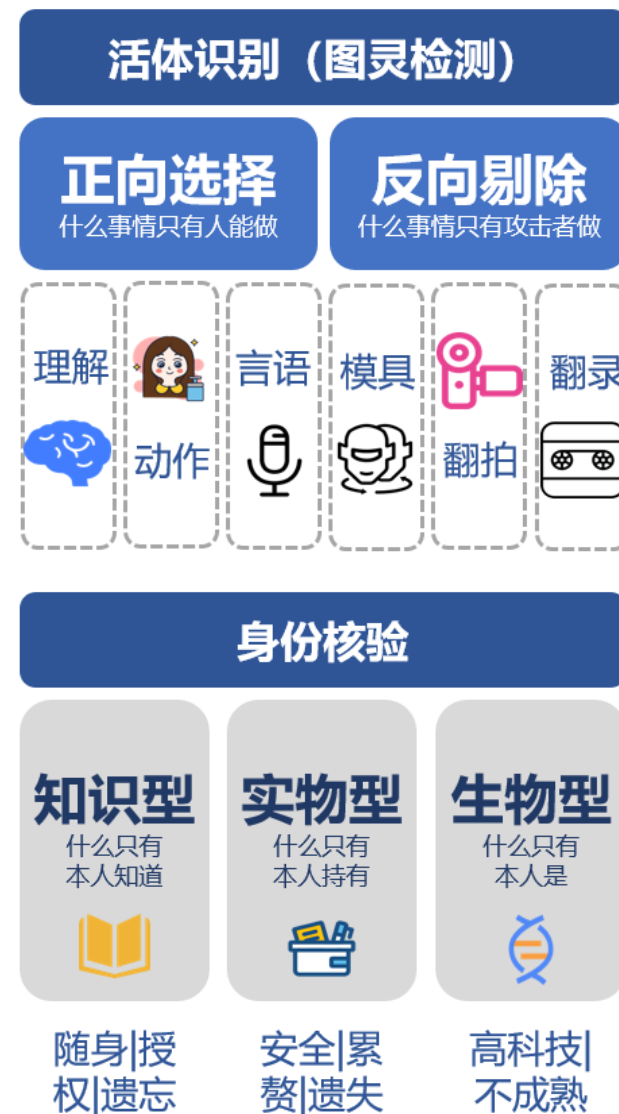 活体识别（图灵检测）
正向选择
什么事情只有人能做
反向剔除
什么事情只有攻击者做
理解
动作
言语
模具
翻拍
翻录
身份核验
知识型
什么只有
本人知道
实物型
什么只有
本人持有
生物型
什么只有
本人是
随身|授
权|遗忘
安全|累
赘|遗失
高科技|
不成熟